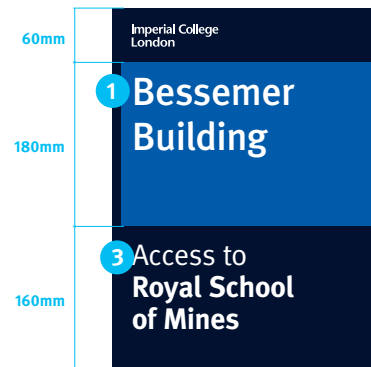 60mm
Imperial College
London
1
Bessemer
Building
180mm
3
Access to
Royal School
of Mines
160mm